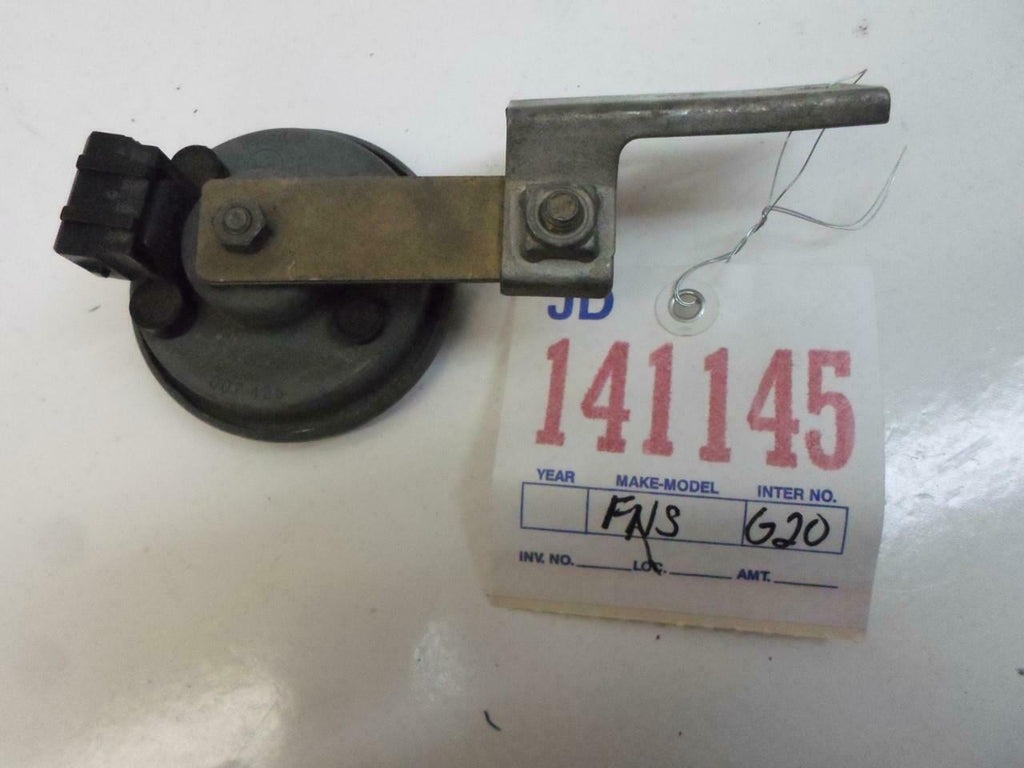 JD
141145
YEAR MAKE-MODEL INTER NO.
FNS G20
INV. NO. LOC. AMT.